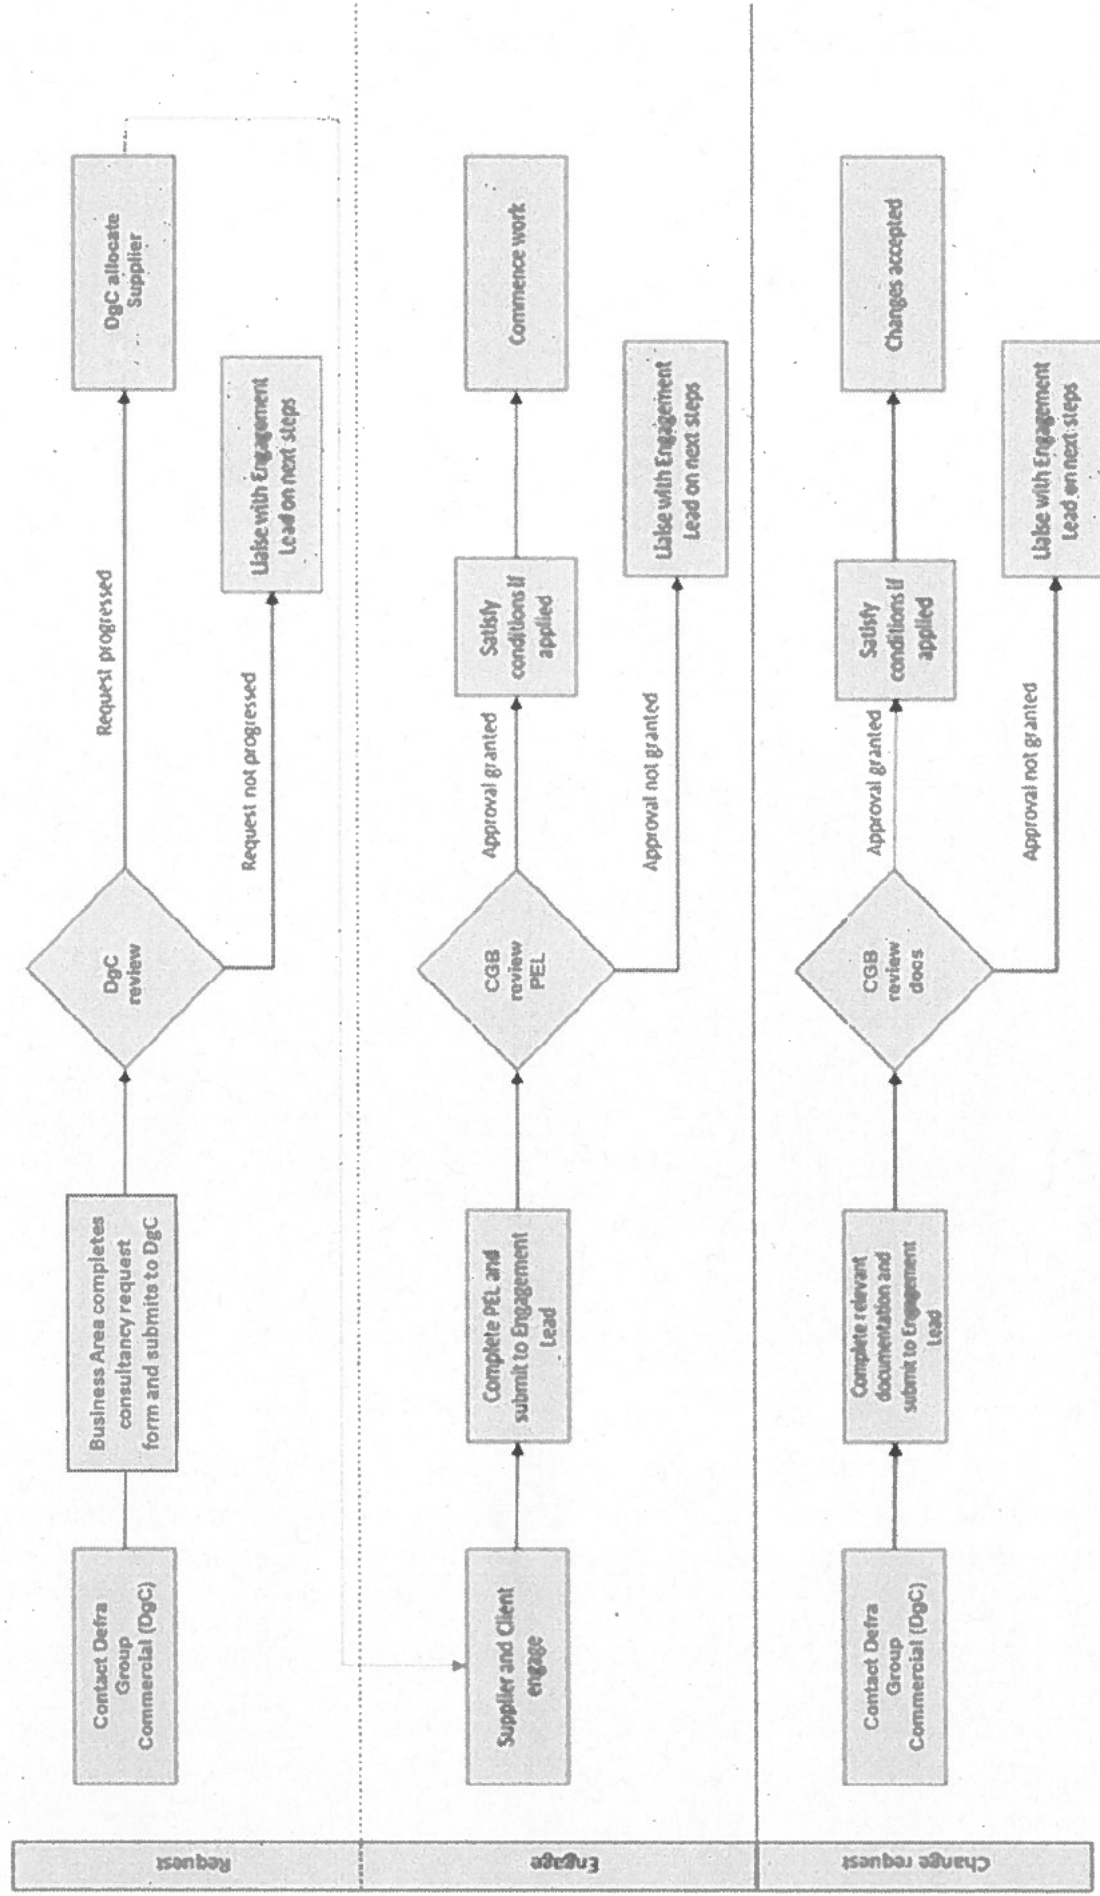 Request
Contact Defra
Group
Commercial (DgC)
Business Area completes
consultancy request
form and submits to DgC
DgC
review
Request progressed
DgC allocate
Supplier
Request not progressed
Liaise with Engagement
Lead on next steps
Engage
Supplier and Client
engage
Complete PEL and
submit to Engagement
Lead
CGB
review
PEL
Approval granted
Satisfy
conditions if
applied
Commence work
Approval not granted
Liaise with Engagement
Lead on next steps
Change request
Contact Defra
Group
Commercial (DgC)
Complete relevant
documentation and
submit to Engagement
Lead
CGB
review
docs
Approval granted
Satisfy
conditions if
applied
Changes accepted
Approval not granted
Liaise with Engagement
Lead on next steps